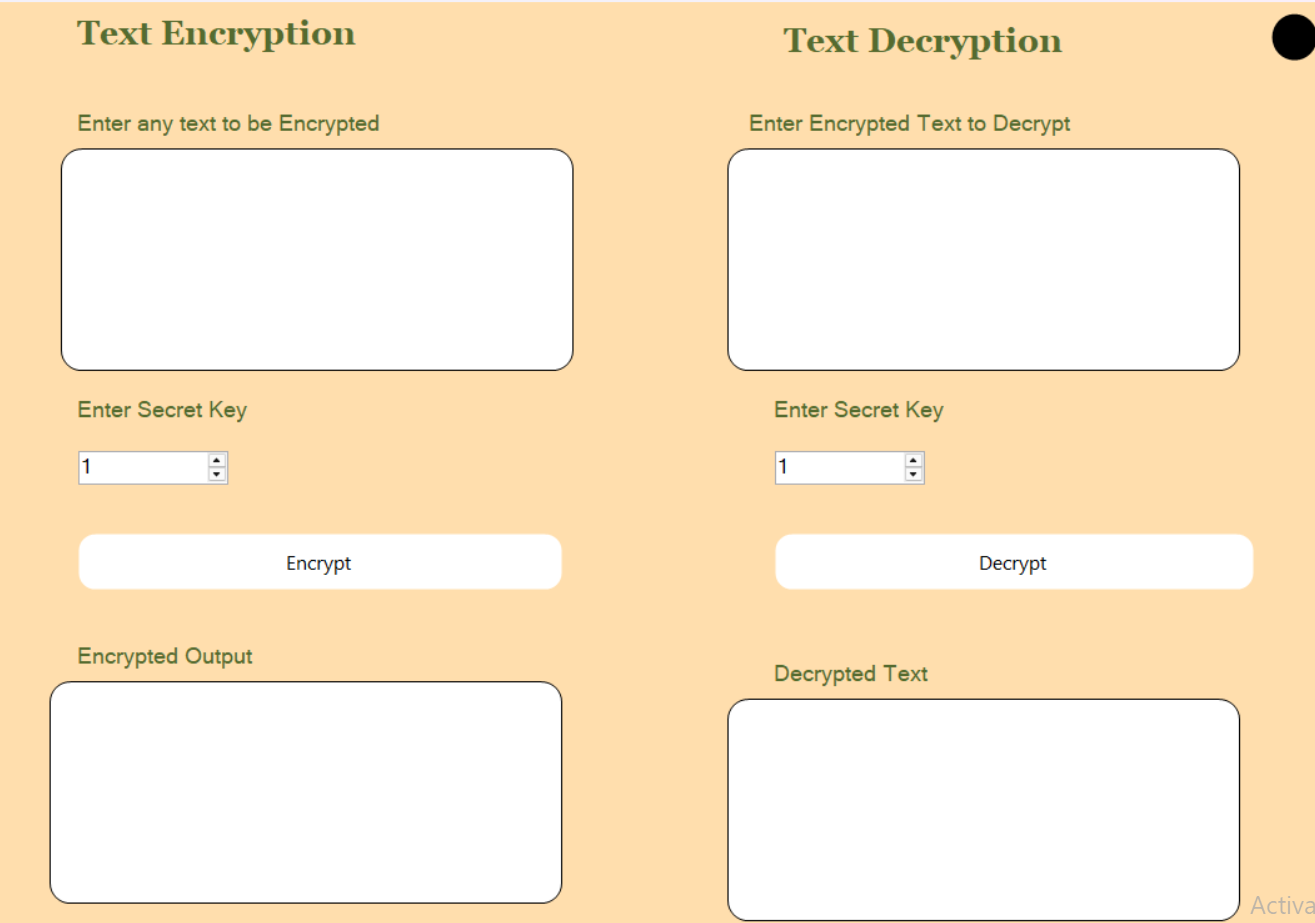 Text Encryption
Enter any text to be Encrypted
Enter Secret Key
1
Encrypt
Encrypted Output
Text Decryption
Enter Encrypted Text to Decrypt
Enter Secret Key
1
Decrypt
Decrypted Text
Activa